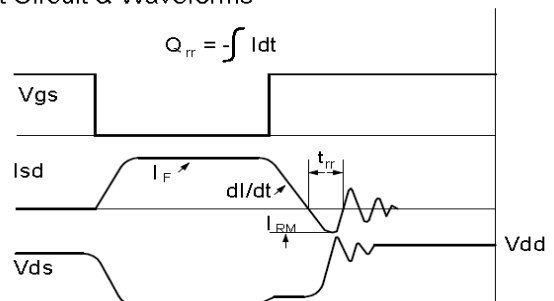 t Circuit & Waveforms
Q rr = -∫ Idt
Vgs
Isd
I F
dI/dt
t rr
I RM
Vds
Vdd